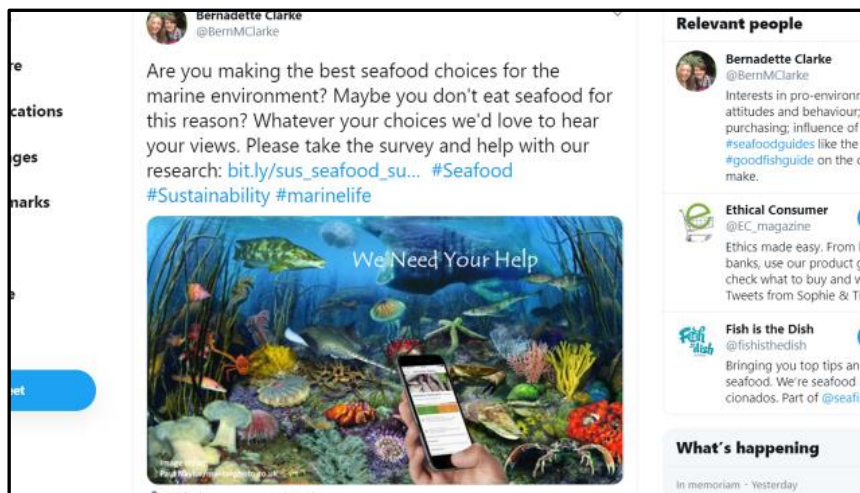 Bernadette Clarke
@BernMClarke
Are you making the best seafood choices for the
marine environment? Maybe you don't eat seafood for
this reason? Whatever your choices we'd love to hear
your views. Please take the survey and help with our
research: bit.ly/sus_seafood_su... #Seafood
#Sustainability #marinelife
We Need Your Help
re
cations
ges
marks
e
et
Relevant people
Bernadette Clarke
@BernMClarke
Interests in pro-environm
attitudes and behaviour;
purchasing; influence of
#seafoodguides like the
#goodfishguide on the c
make.
Ethical Consumer
@EC_magazine
Ethics made easy. From
banks, use our product g
check what to buy and v
Tweets from Sophie & Ti
Fish is the Dish
@fishisthedish
Bringing you top tips an
seafood. We're seafood
cionados. Part of @seafi
What's happening
In memoriam · Yesterday